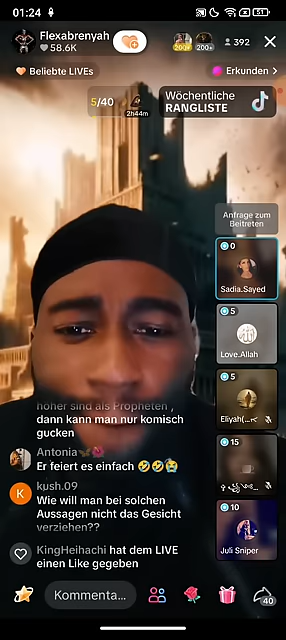 01:24
51
Flexabrenyah
58.6K
200+
200+
392
Beliebte LIVEs
Erkunden
5/40
2h44m
Wöchentliche
RANGLISTE
Anfrage zum
Beitreten
0
Sadia.Sayed
5
Love.Allah
5
Eliyah(...
15
10
Juli Sniper
höher sind als Propheten ,
dann kann man nur komisch
gucken
Antonia
Er feiert es einfach 🤣🤣😭
K
kush.09
Wie will man bei solchen
Aussagen nicht das Gesicht
verziehen??
KingHeihachi hat dem LIVE
einen Like gegeben
Kommenta...
40